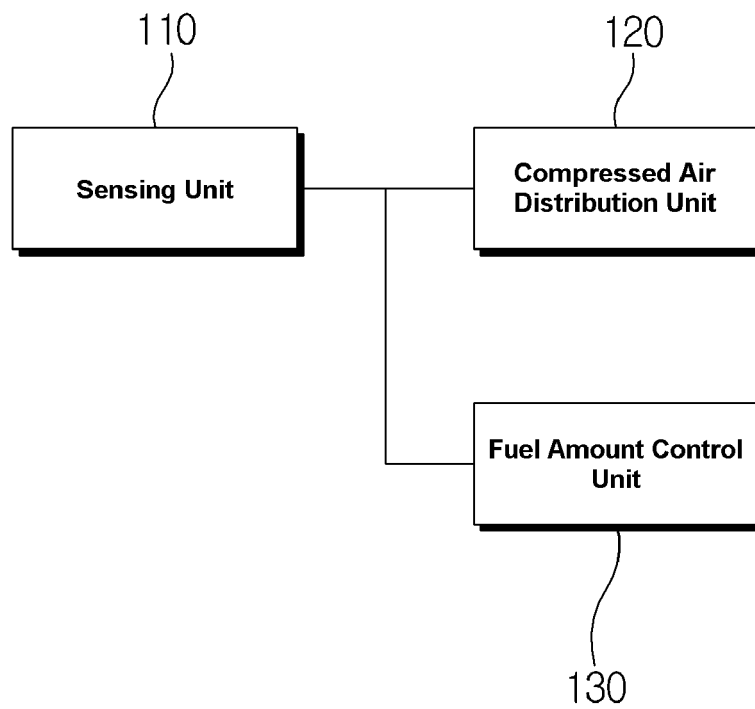 110
120
Sensing Unit
Compressed Air
Distribution Unit
Fuel Amount Control
Unit
130